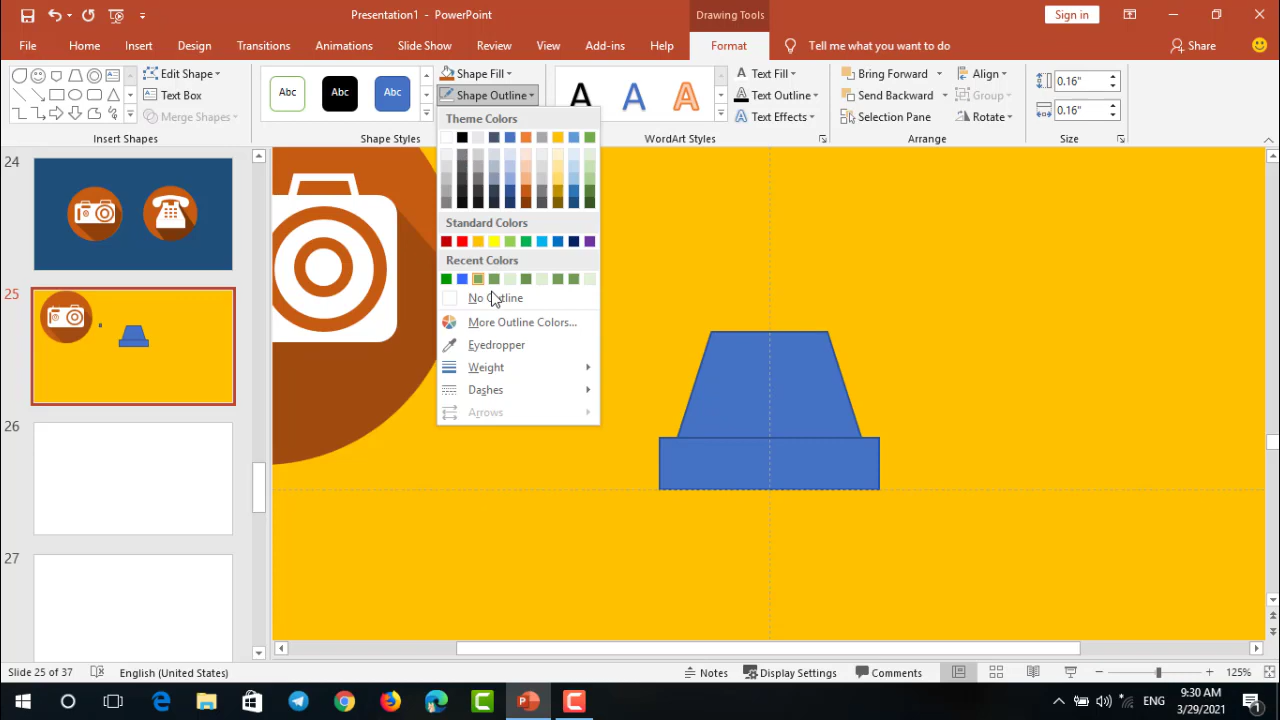 Presentation1 - PowerPoint
Drawing Tools
Sign in
File
Home
Insert
Design
Transitions
Animations
Slide Show
Review
View
Add-ins
Help
Format
Tell me what you want to do
Share
Edit Shape
Text Box
Merge Shapes
Insert Shapes
Abc
Abc
Abc
Shape Styles
Shape Fill
Shape Outline
A
A
A
WordArt Styles
Text Fill
Text Outline
Text Effects
Bring Forward
Send Backward
Selection Pane
Align
Group
Rotate
Arrange
0.16"
0.16"
Size
Theme Colors
Standard Colors
Recent Colors
No Outline
More Outline Colors...
Eyedropper
Weight
Dashes
Arrows
24
25
26
27
Slide 25 of 37
English (United States)
Notes
Display Settings
Comments
125%
ENG
9:30 AM
3/29/2021